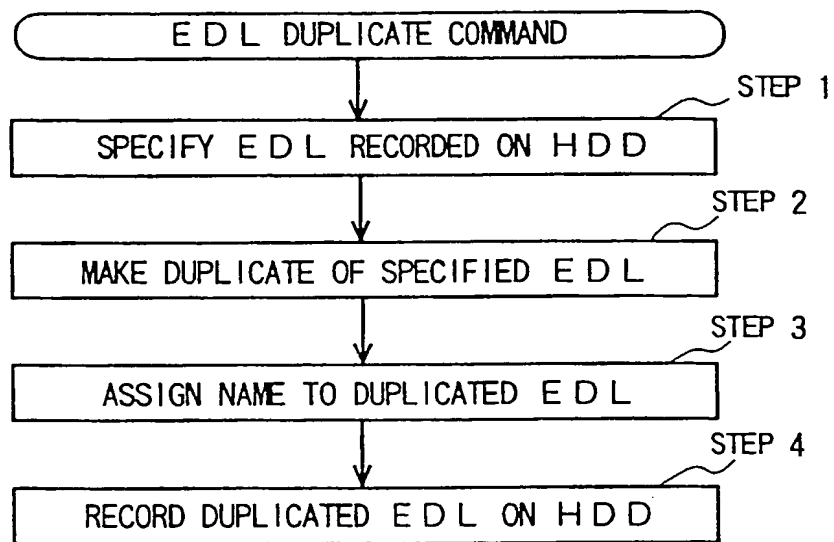 EDL DUPLICATE COMMAND
STEP 1
SPECIFY EDL RECORDED ON HDD
STEP 2
MAKE DUPLICATE OF SPECIFIED EDL
STEP 3
ASSIGN NAME TO DUPLICATED EDL
STEP 4
RECORD DUPLICATED EDL ON HDD